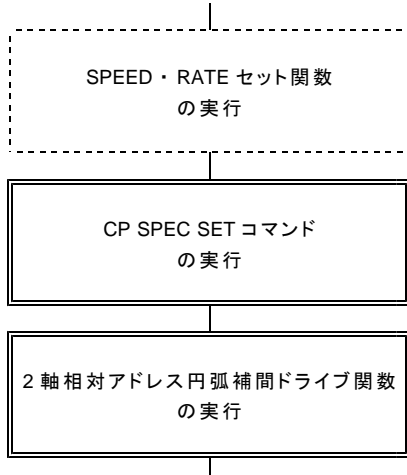 SPEED・RATE セット関数
の実行
CP SPEC SET コマンド
の実行
2 軸相対アドレス円弧補間ドライブ関数
の実行